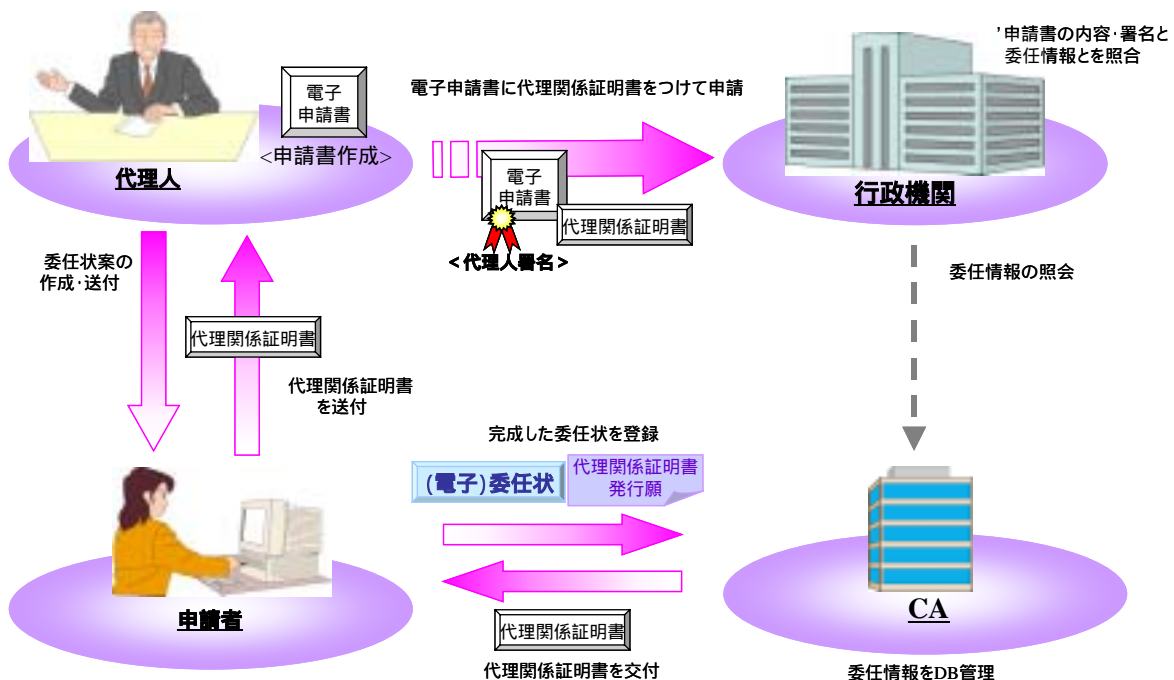 電子
申請書
<申請書作成>
代理人
電子申請書に代理関係証明書をつけて申請
電子
申請書
代理関係証明書
<代理人署名>
'申請書の内容・署名と
委任情報とを照合
行政機関
委任状案の
作成・送付
代理関係証明書
代理関係証明書
を送付
委任情報の照会
完成した委任状を登録
(電子)委任状
代理関係証明書
発行願
申請者
代理関係証明書
代理関係証明書を交付
CA
委任情報をDB管理